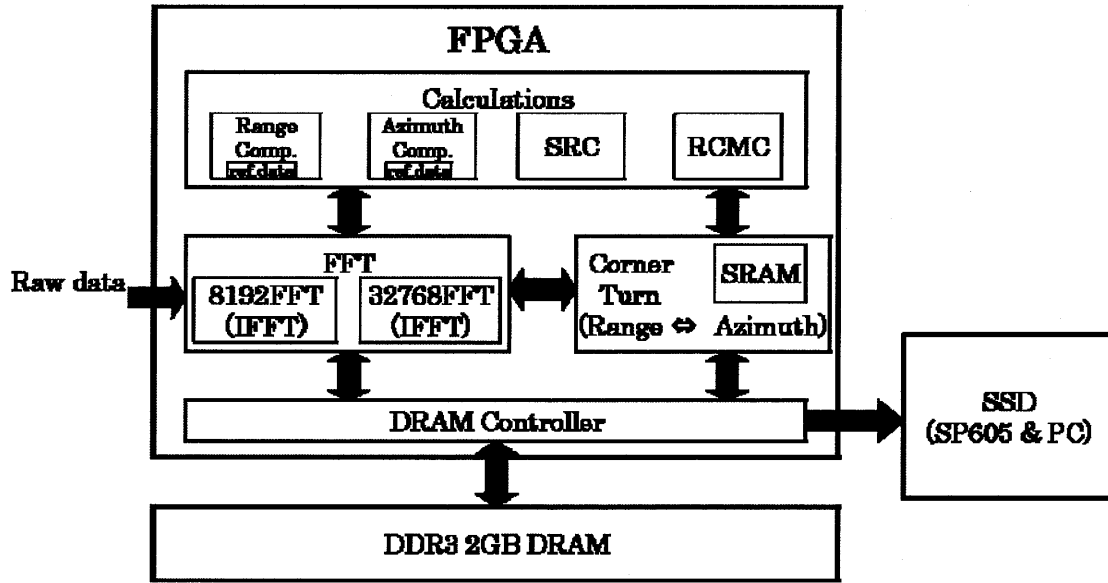 FPGA
Calculations
Range
Comp.
ref.data
Azimuth
Comp.
ref.data
SRC
RCMC
Raw data
FFT
8192FFT
(IFFT)
32768FFT
(IFFT)
Corner
Turn
SRAM
(Range ⇔ Azimuth)
DRAM Controller
SSD
(SP605 & PC)
DDR3 2GB DRAM